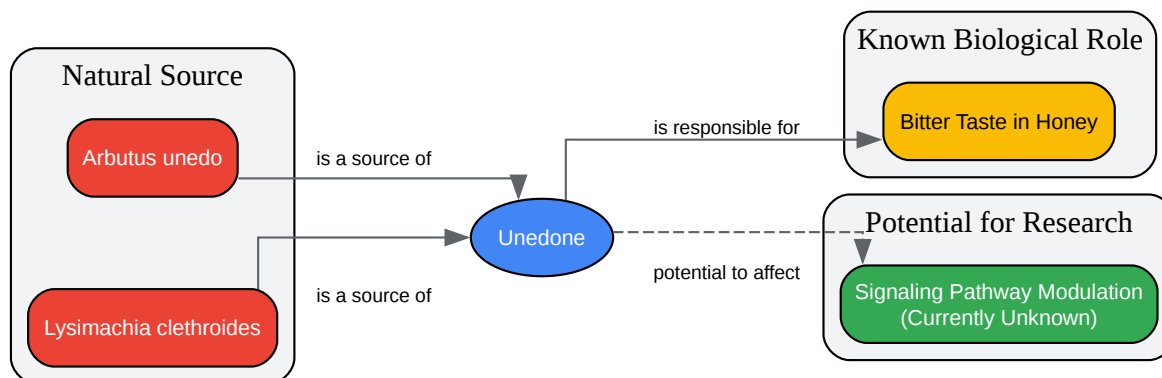 Natural Source
Arbutus unedo
Lysimachia clethroides
is a source of
is a source of
Unedone
is responsible for
potential to affect
Known Biological Role
Bitter Taste in Honey
Potential for Research
Signaling Pathway Modulation
(Currently Unknown)